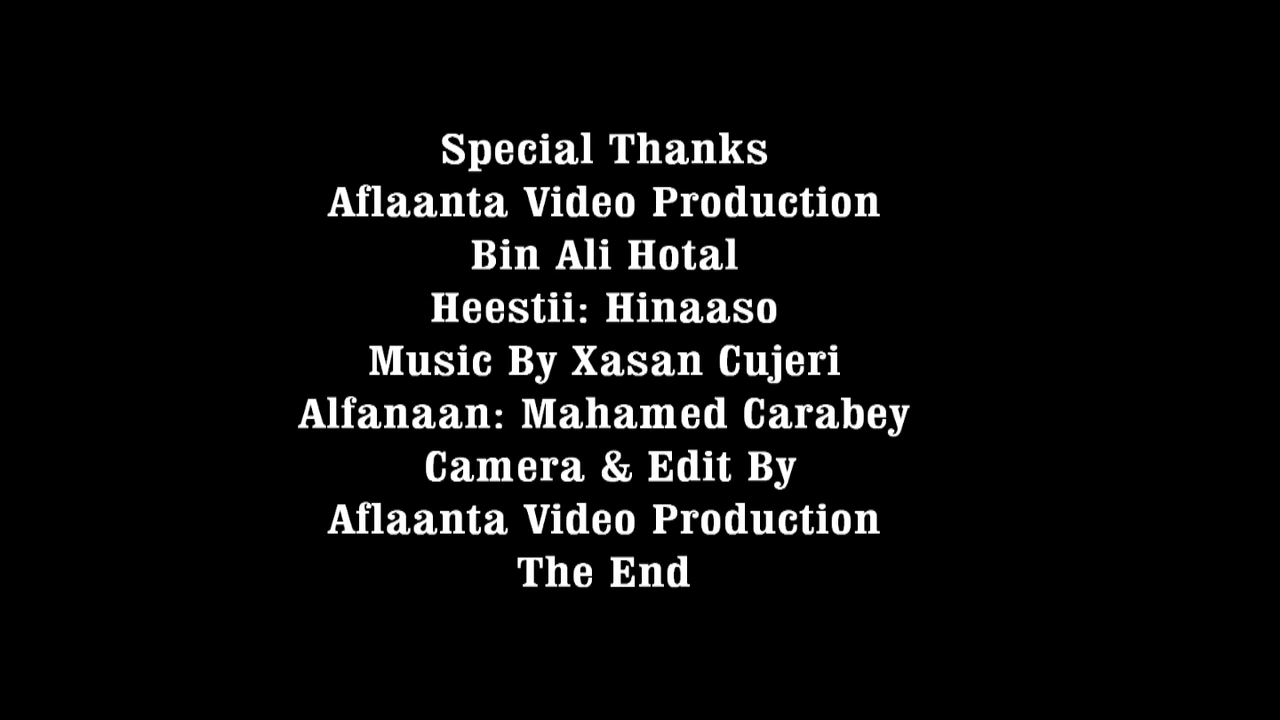 Special Thanks
Aflaanta Video Production
Bin Ali Hotal
Heestii: Hinaaso
Music By Xasan Cujeri
Alfanaan: Mahamed Carabey
Camera & Edit By
Aflaanta Video Production
The End